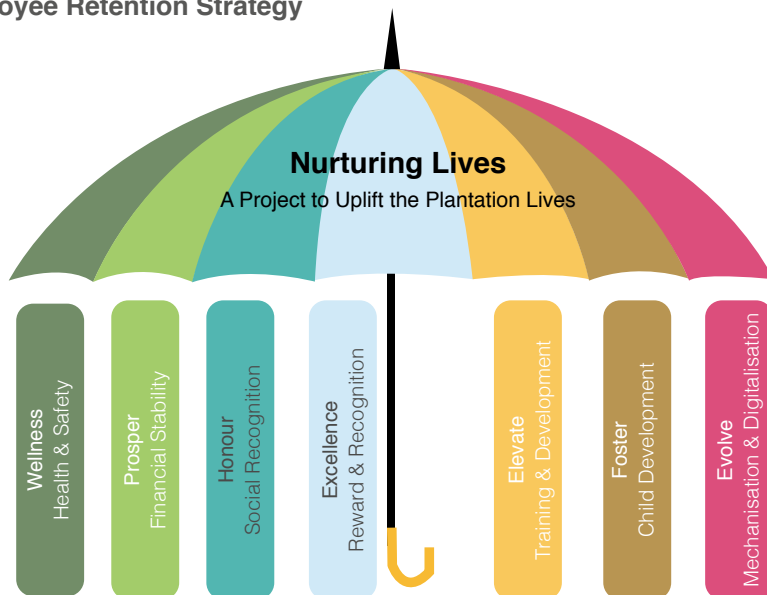 oyee Retention Strategy
Nurturing Lives
A Project to Uplift the Plantation Lives
Wellness
Health & Safety
Prosper
Financial Stability
Honour
Social Recognition
Excellence
Reward & Recognition
Elevate
Training & Development
Foster
Child Development
Evolve
Mechanisation & Digitalisation